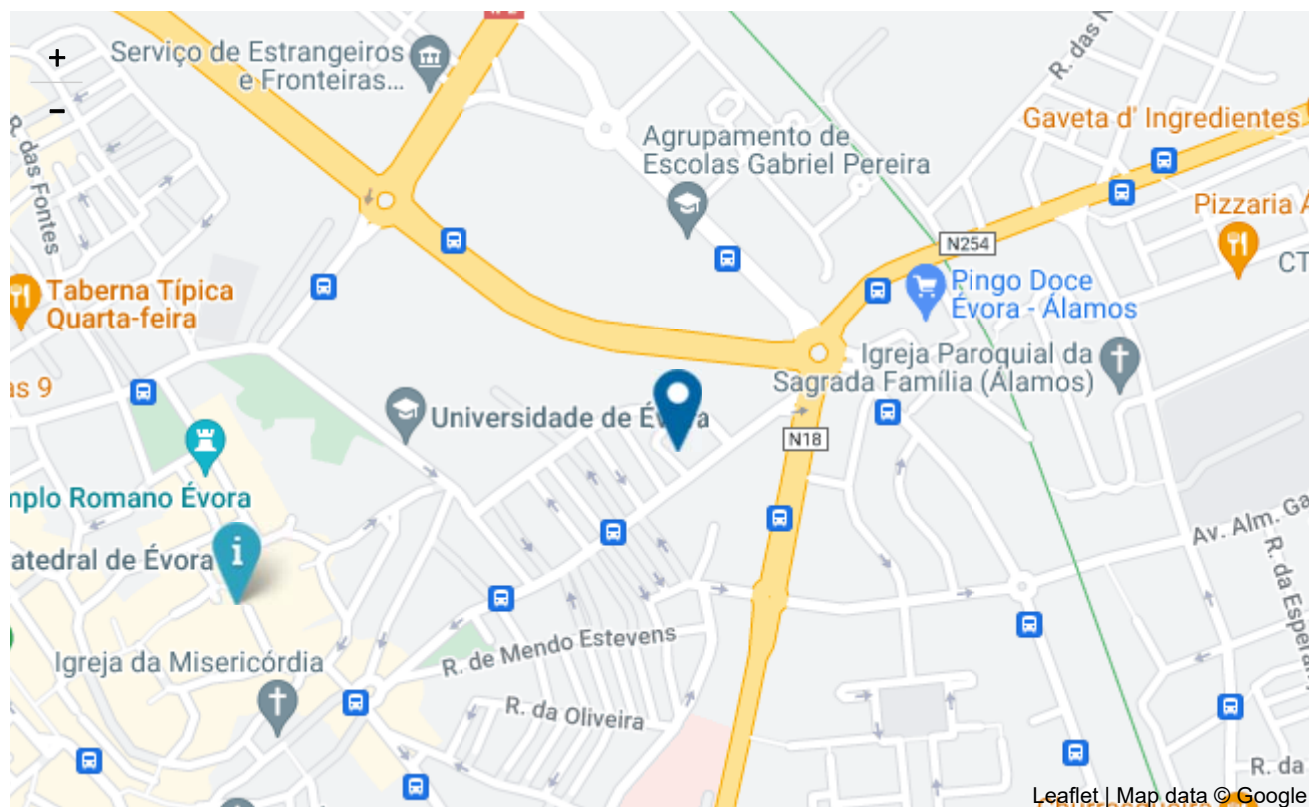 +
−
Serviço de Estrangeiros
e Fronteiras...
R. das Fontes
Agrupamento de
Escolas Gabriel Pereira
R. das
Gaveta d' Ingredientes
Pizzaria
N254
CT
Pingo Doce
Évora - Álamos
Taberna Típica
Quarta-feira
Igreja Paroquial da
Sagrada Família (Álamos)
as 9
Universidade de Évora
N18
mplo Romano Évora
Av. Alm. Ga
atedral de Évora
i
R. da Esperan
R. de Mendo Estevens
Igreja da Misericórdia
R. da Oliveira
R. da
Leaflet | Map data © Google